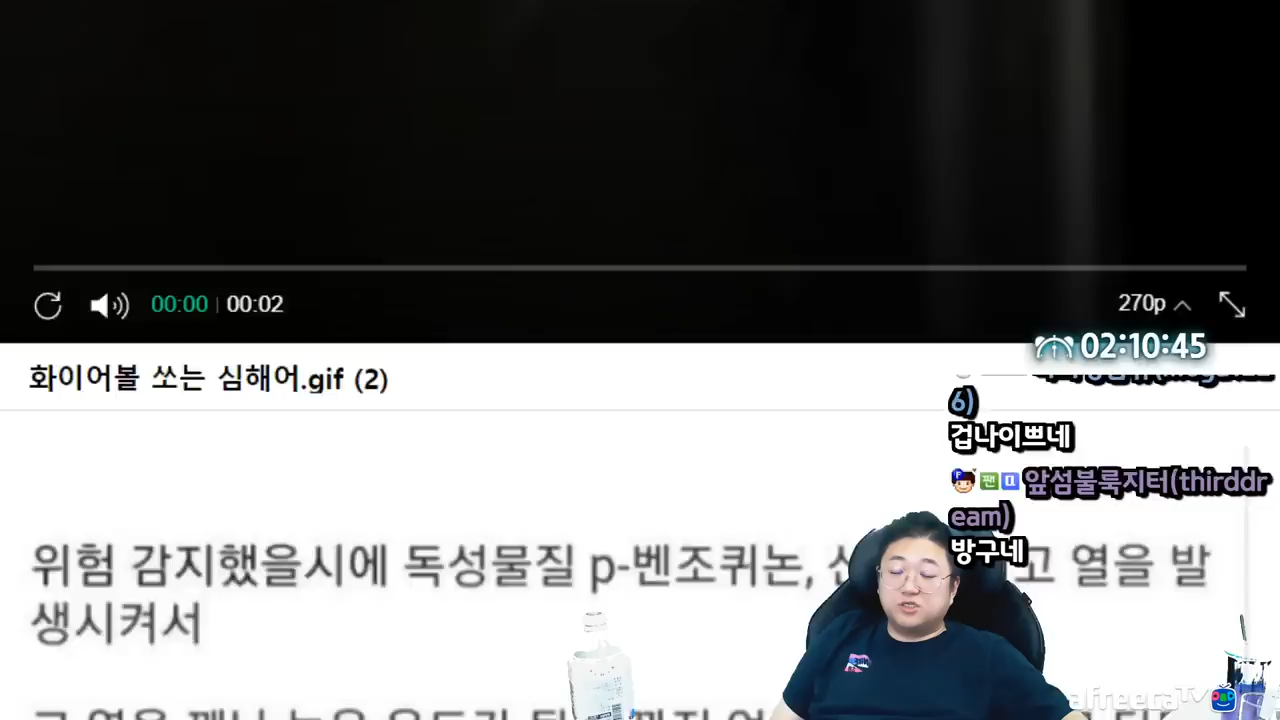 00:00 | 00:02
270p
02:10:45
화이어볼 쏘는 심해어.gif (2)
6)
겁나이쁘네
짼 앞섬불룩지터(thirddr
eam)
방구네
위험 감지했을시에 독성물질 p-벤조퀴논, 고 열을 발
생시켜서
afreecaTV